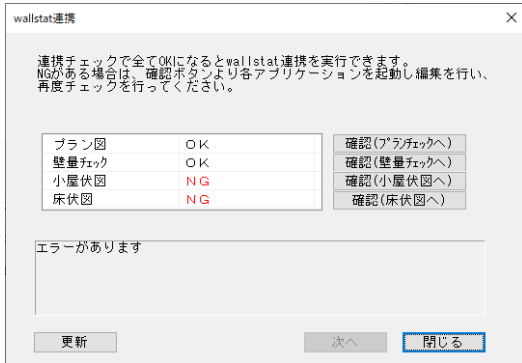 wallstat連携
連携チェックで全てOKになるとwallstat連携を実行できます。
NGがある場合は、確認ボタンより各アプリケーションを起動し編集を行い、
再度チェックを行ってください。
プラン図 ＯＫ 確認(ﾌﾟﾗﾝﾁｪｯｸへ)
壁量ﾁｪｯｸ ＯＫ 確認(壁量ﾁｪｯｸへ)
小屋伏図 ＮＧ 確認(小屋伏図へ)
床伏図 ＮＧ 確認(床伏図へ)
エラーがあります
更新 次へ 閉じる